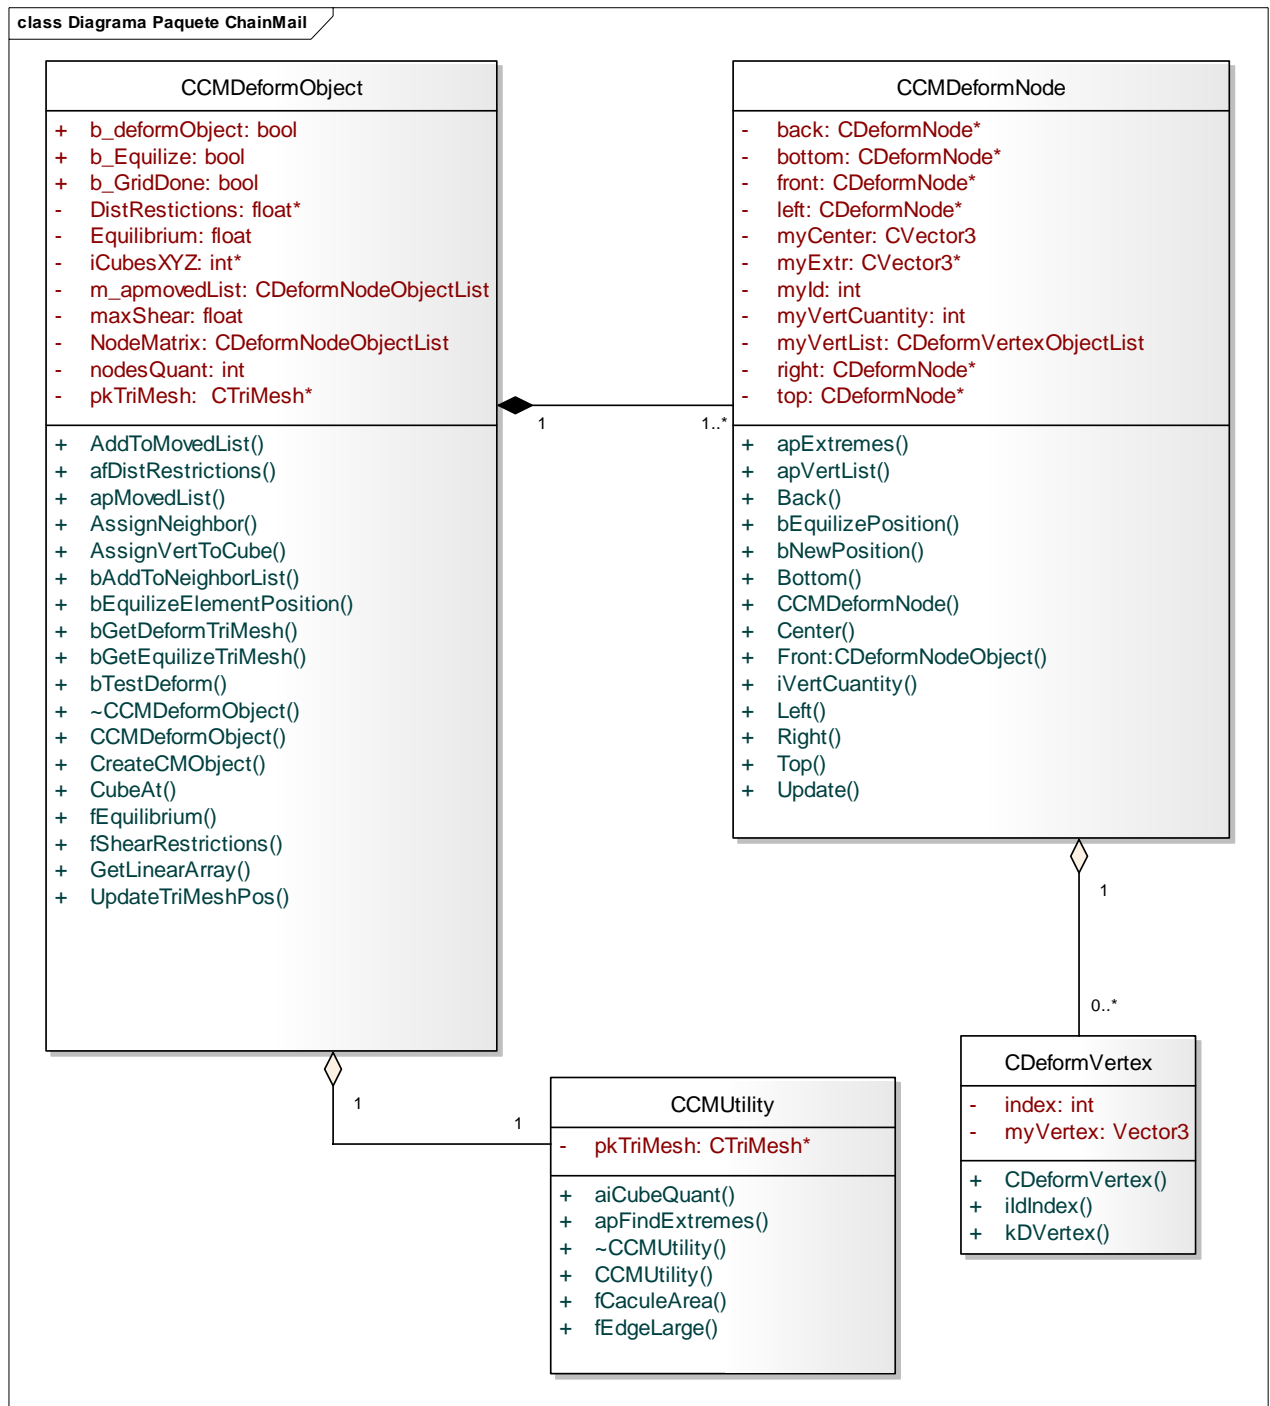 class Diagrama Paquete ChainMail
CCMDeformObject
+ b_deformObject: bool
+ b_Equilize: bool
+ b_GridDone: bool
- DistRestictions: float*
- Equilibrium: float
- iCubesXYZ: int*
- m_apmovedList: CDeformNodeObjectList
- maxShear: float
- NodeMatrix: CDeformNodeObjectList
- nodesQuant: int
- pkTriMesh: CTriMesh*
+ AddToMovedList()
+ afDistRestrictions()
+ apMovedList()
+ AssignNeighbor()
+ AssignVertToCube()
+ bAddToNeighborList()
+ bEquilizeElementPosition()
+ bGetDeformTriMesh()
+ bGetEquilizeTriMesh()
+ bTestDeform()
+ ~CCMDeformObject()
+ CCMDeformObject()
+ CreateCMObject()
+ CubeAt()
+ fEquilibrium()
+ fShearRestrictions()
+ GetLinearArray()
+ UpdateTriMeshPos()
1
1..*
CCMDeformNode
- back: CDeformNode*
- bottom: CDeformNode*
- front: CDeformNode*
- left: CDeformNode*
- myCenter: CVector3
- myExtr: CVector3*
- myId: int
- myVertCuantity: int
- myVertList: CDeformVertexObjectList
- right: CDeformNode*
- top: CDeformNode*
+ apExtremes()
+ apVertList()
+ Back()
+ bEquilizePosition()
+ bNewPosition()
+ Bottom()
+ CCMDeformNode()
+ Center()
+ Front:CDeformNodeObject()
+ iVertCuantity()
+ Left()
+ Right()
+ Top()
+ Update()
1
0..*
CDeformVertex
- index: int
- myVertex: Vector3
+ CDeformVertex()
+ iIdIndex()
+ kDVertex()
1
1
CCMUtility
- pkTriMesh: CTriMesh*
+ aiCubeQuant()
+ apFindExtremes()
+ ~CCMUtility()
+ CCMUtility()
+ fCaculeArea()
+ fEdgeLarge()